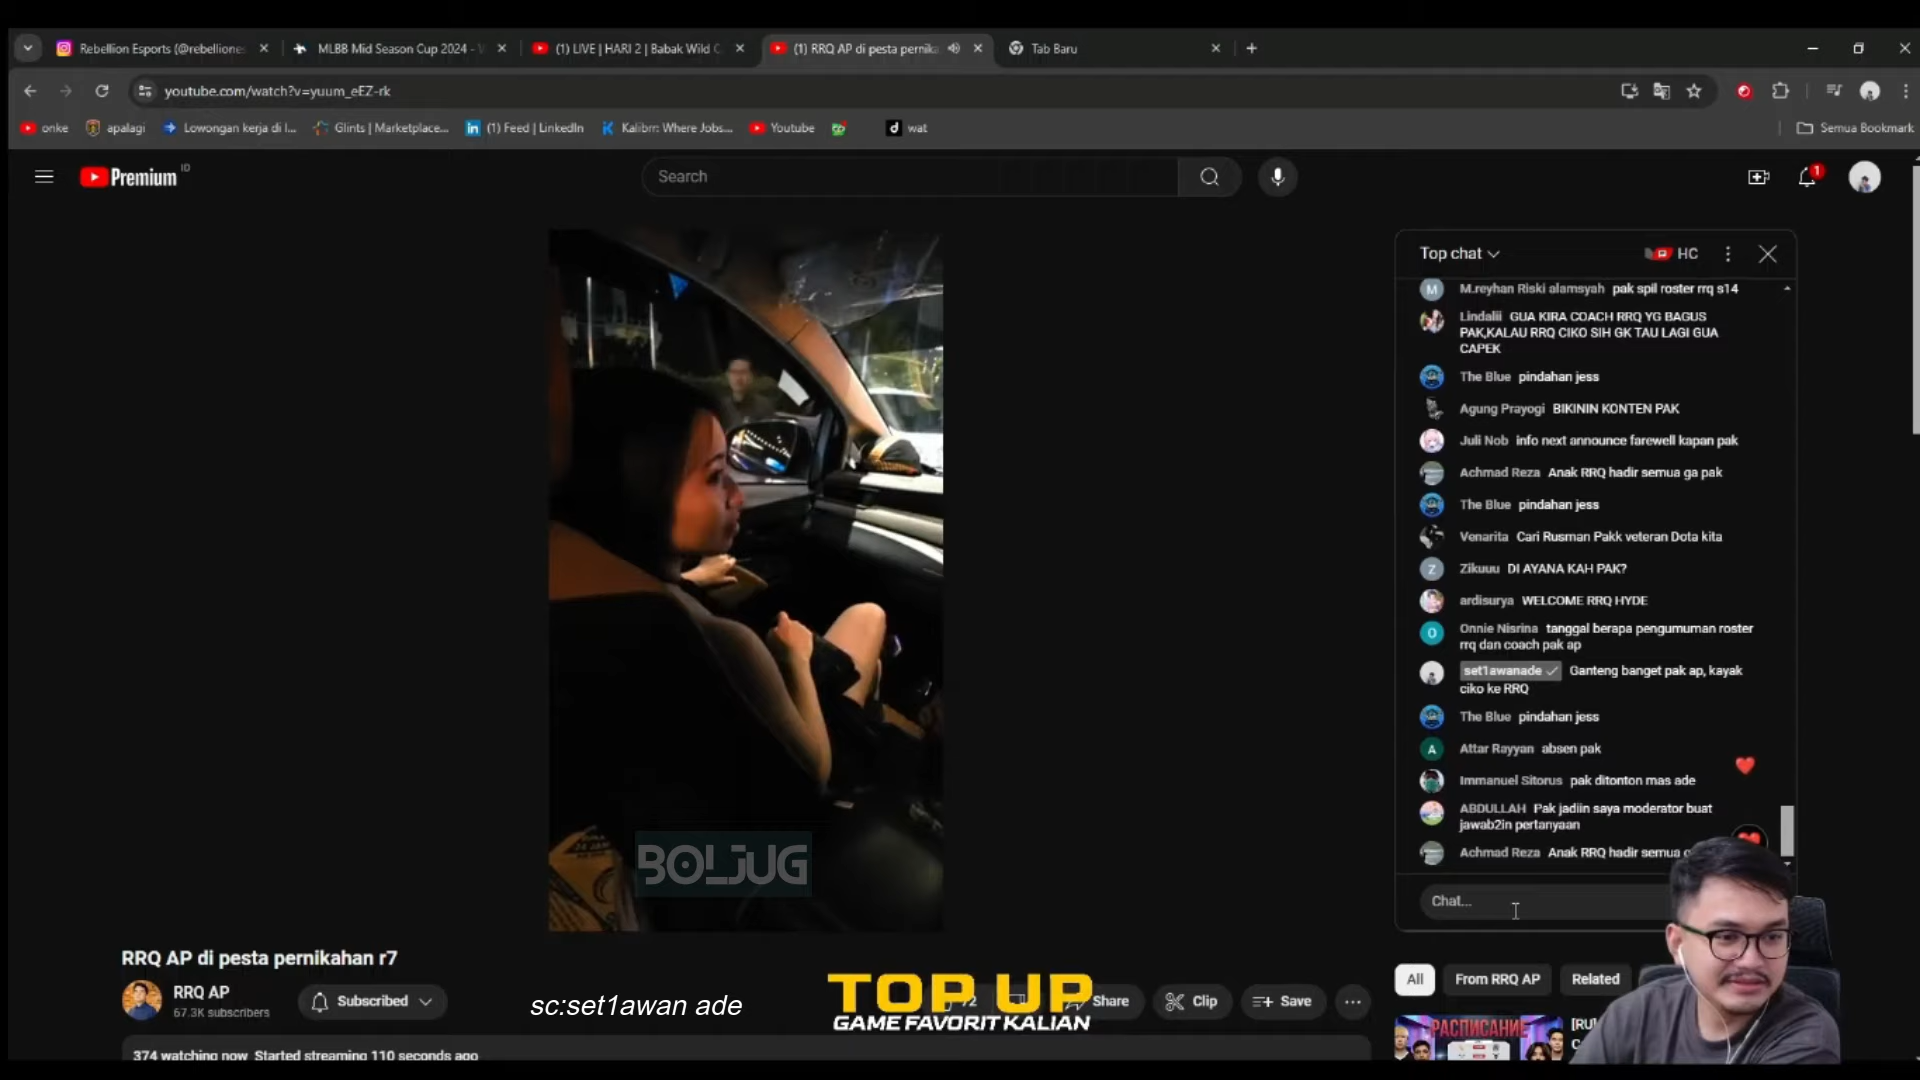 Rebellion Esports (@rebellione
MLBB Mid Season Cup 2024 -
(1) LIVE | HARI 2 | Babak Wild C
(1) RRQ AP di pesta pernika
Tab Baru
youtube.com/watch?v=yuum_eEZ-rk
onke
apalagi
Lowongan kerja di I...
Glints | Marketplace...
(1) Feed | LinkedIn
Kalibrr: Where Jobs...
Youtube
wat
Semua Bookmark
Premium ID
Search
1
Top chat
HC
M.reyhan Riski alamsyah pak spil roster rrq s14
Lindalii GUA KIRA COACH RRQ YG BAGUS
PAK,KALAU RRQ CIKO SIH GK TAU LAGI GUA
CAPEK
The Blue pindahan jess
Agung Prayogi BIKININ KONTEN PAK
Juli Nob info next announce farewell kapan pak
Achmad Reza Anak RRQ hadir semua ga pak
The Blue pindahan jess
Venarita Cari Rusman Pakk veteran Dota kita
Zikuuu DI AYANA KAH PAK?
ardisurya WELCOME RRQ HYDE
Onnie Nisrina tanggal berapa pengumuman roster
rrq dan coach pak ap
set1awanade Ganteng banget pak ap, kayak
ciko ke RRQ
The Blue pindahan jess
Attar Rayyan absen pak
Immanuel Sitorus pak ditonton mas ade
ABDULLAH Pak jadiin saya moderator buat
jawab2in pertanyaan
Achmad Reza Anak RRQ hadir semua
Chat...
BOLJUG
RRQ AP di pesta pernikahan r7
RRQ AP
67.3K subscribers
Subscribed
sc:set1awan ade
TOP UP
GAME FAVORIT KALIAN
Share
Clip
Save
All
From RRQ AP
Related
374 watching now Started streaming 110 seconds ago
РАСПИСАНИЕ